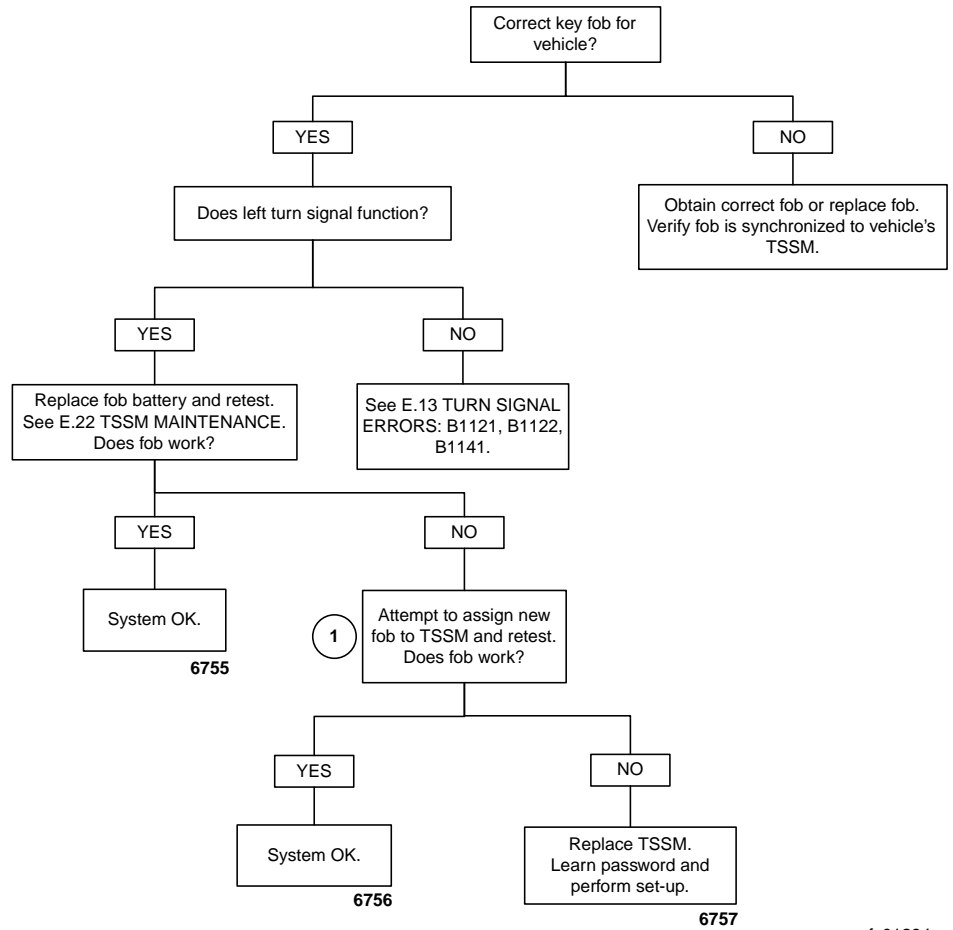 Correct key fob for
vehicle?
YES
NO
Does left turn signal function?
Obtain correct fob or replace fob.
Verify fob is synchronized to vehicle's
TSSM.
YES
NO
Replace fob battery and retest.
See E.22 TSSM MAINTENANCE.
Does fob work?
See E.13 TURN SIGNAL
ERRORS: B1121, B1122,
B1141.
YES
NO
System OK.
6755
1
Attempt to assign new
fob to TSSM and retest.
Does fob work?
YES
NO
System OK.
6756
Replace TSSM.
Learn password and
perform set-up.
6757